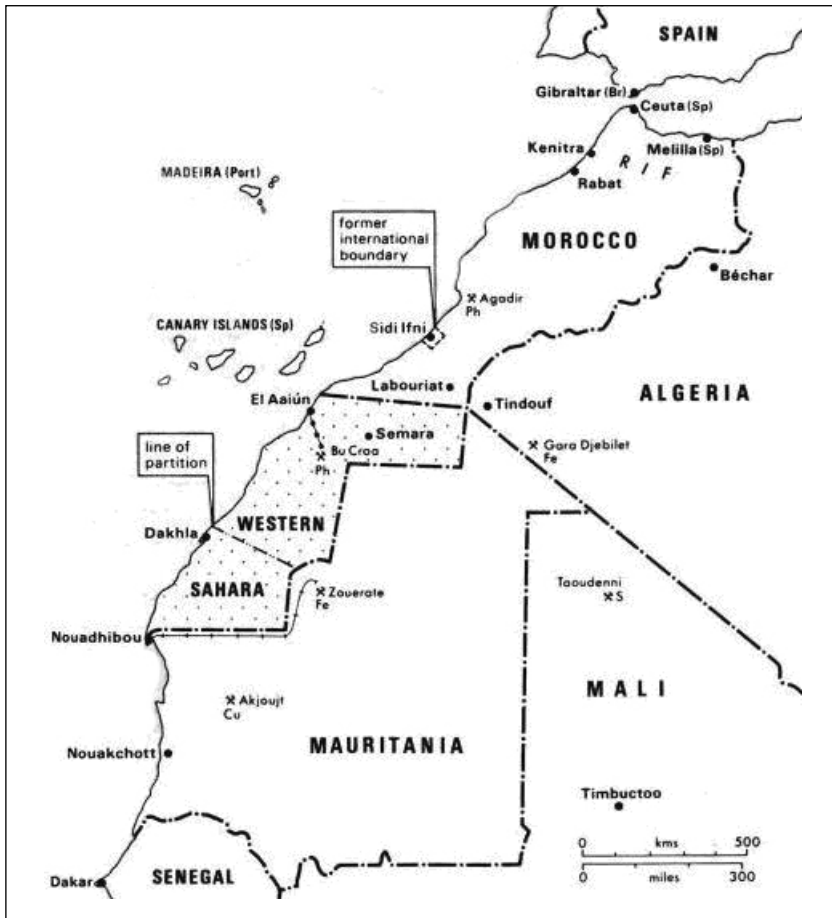 SPAIN
Gibraltar (Br)
Ceuta (Sp)
Kenitra
Melilla (Sp)
RIF
MADEIRA (Port)
Rabat
former
international
boundary
MOROCCO
Béchar
Agadir
Ph
CANARY ISLANDS (Sp)
Sidi Ifni
Labouriat
ALGERIA
El Aaiún
Tindouf
Semara
line of
partition
Bu Craa
Ph
Gara Djebilet
Fe
WESTERN
Dakhla
SAHARA
Zouerate
Fe
Taoudenni
S
Nouadhibou
MALI
Akjoujt
Cu
MAURITANIA
Nouakchott
Timbuctoo
0 kms 500
0 miles 300
SENEGAL
Dakar